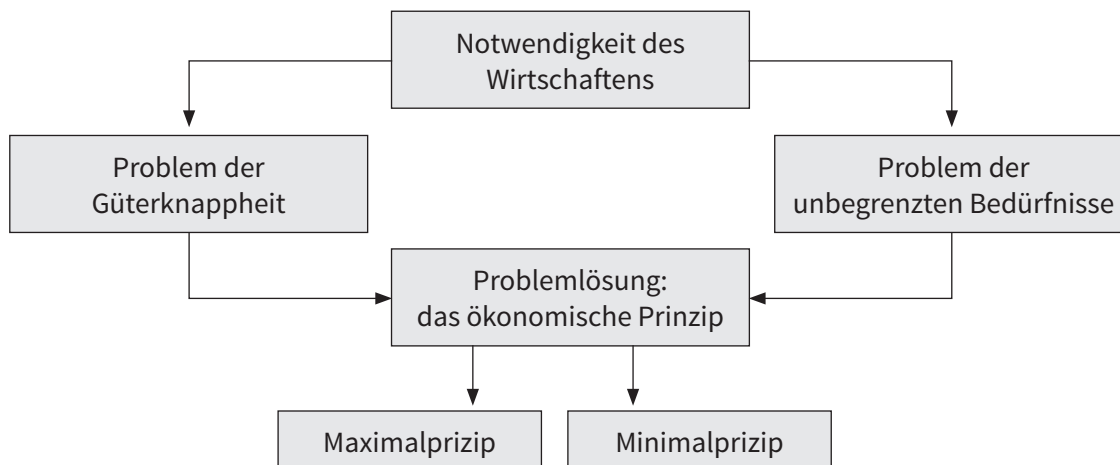 Notwendigkeit des
Wirtschaftens
Problem der
Güterknappheit
Problem der
unbegrenzten Bedürfnisse
Problemlösung:
das ökonomische Prinzip
Maximalprizip
Minimalprizip